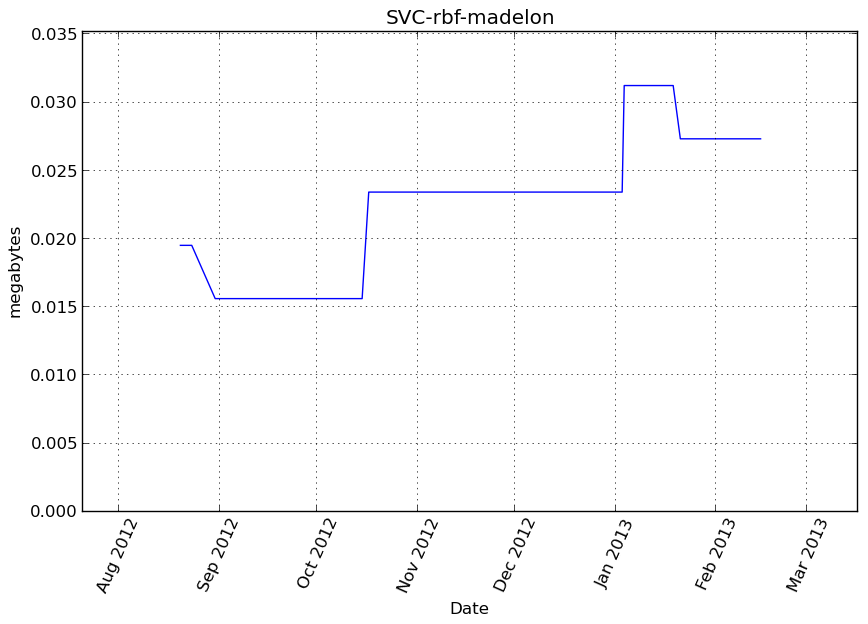 SVC-rbf-madelon
0.035
0.030
0.025
0.020
0.015
0.010
0.005
0.000
megabytes
Aug 2012
Sep 2012
Oct 2012
Nov 2012
Dec 2012
Jan 2013
Feb 2013
Mar 2013
Date